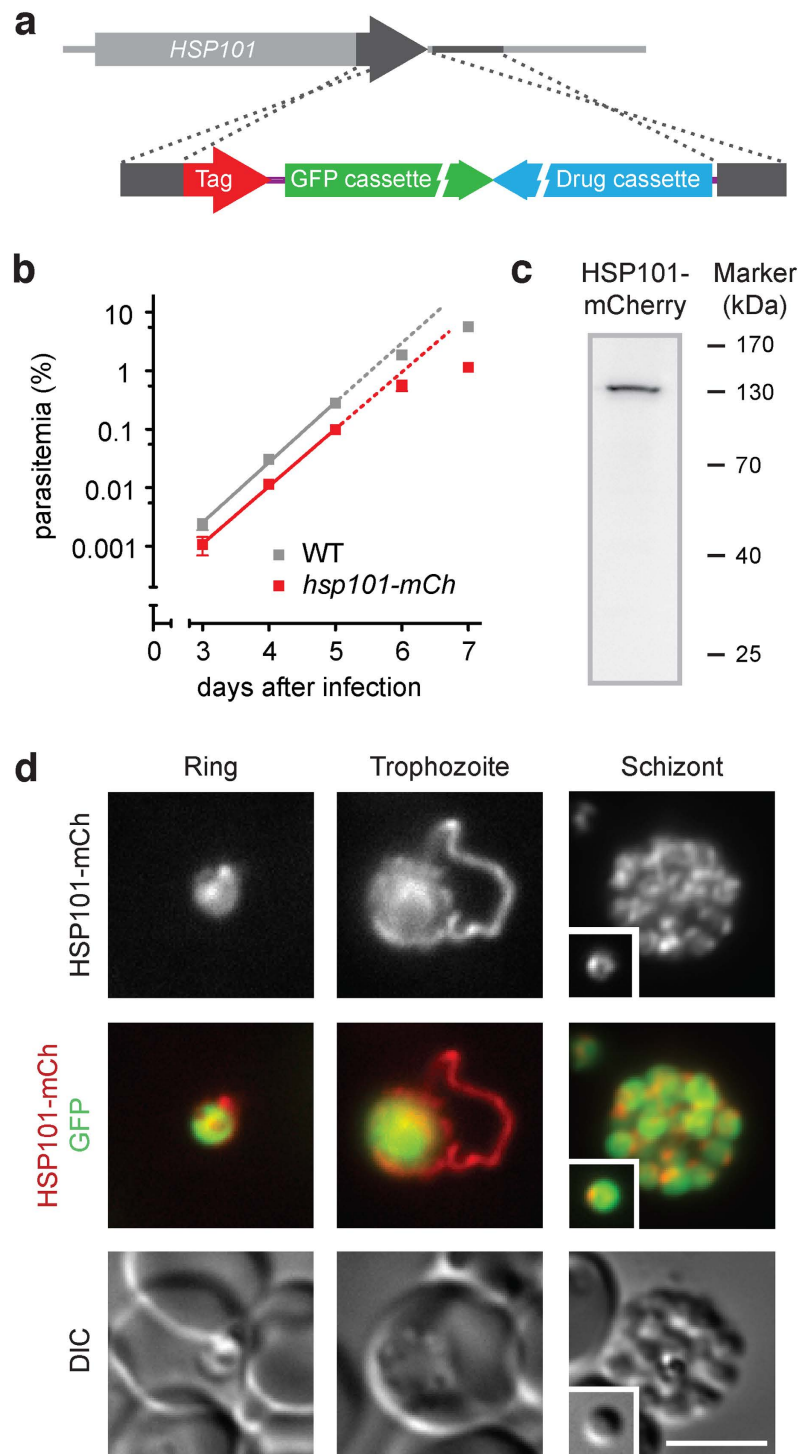 a
HSP101
Tag
GFP cassette
Drug cassette
b
10
1
0.1
0.01
0.001
parasitemia (%)
WT
hsp101-mCh
0
3
4
5
6
7
days after infection
c
HSP101-
mCherry
Marker
(kDa)
170
130
70
40
25
d
Ring
Trophozoite
Schizont
HSP101-mCh
HSP101-mCh
GFP
DIC